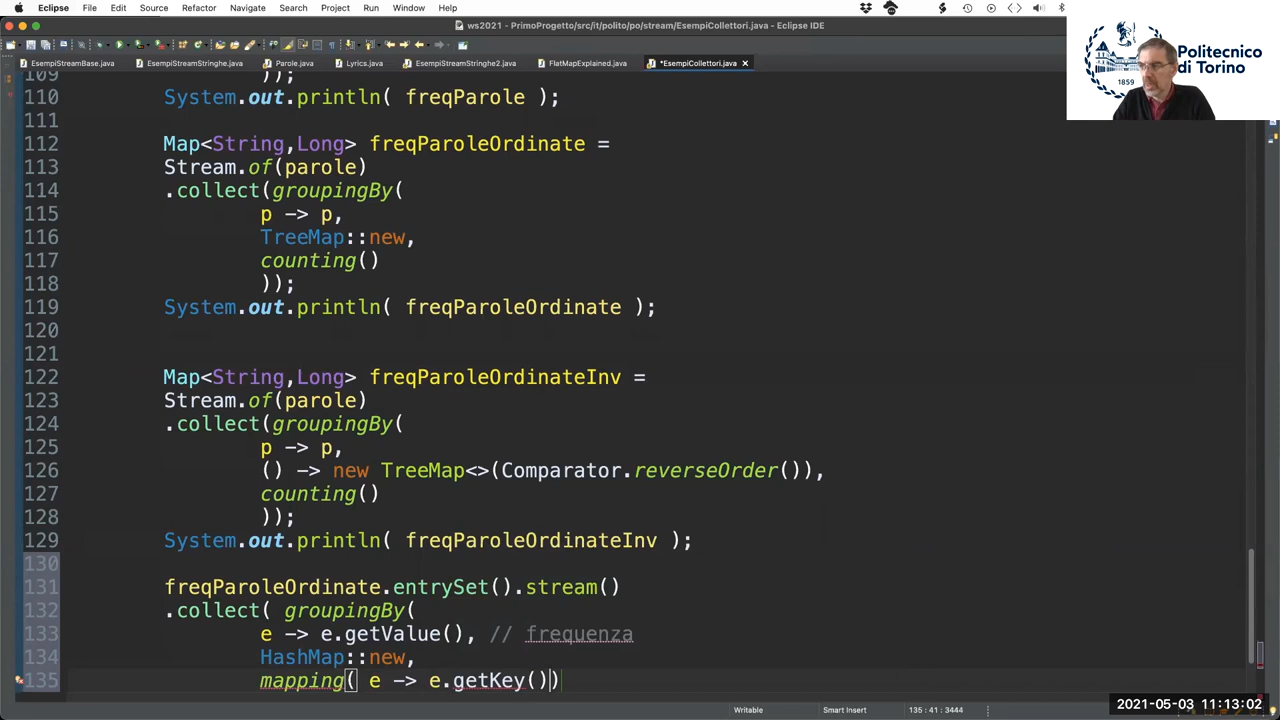 Eclipse File Edit Source Refactor Navigate Search Project Run Window Help
ws2021 - PrimoProgetto/src/it/polito/po/stream/EsempiCollettori.java - Eclipse IDE
EsempiStreamBase.java EsempiStreamStringhe.java Parole.java Lyrics.java EsempiStreamStringhe2.java FlatMapExplained.java *EsempiCollettori.java
Politecnico
di Torino
1859
109 ));
110 System.out.println( freqParole );
111
112 Map<String,Long> freqParoleOrdinate =
113 Stream.of(parole)
114 .collect(groupingBy(
115 p -> p,
116 TreeMap::new,
117 counting()
118 ));
119 System.out.println( freqParoleOrdinate );
120
121
122 Map<String,Long> freqParoleOrdinateInv =
123 Stream.of(parole)
124 .collect(groupingBy(
125 p -> p,
126 () -> new TreeMap<>(Comparator.reverseOrder()),
127 counting()
128 ));
129 System.out.println( freqParoleOrdinateInv );
130
131 freqParoleOrdinate.entrySet().stream()
132 .collect( groupingBy(
133 e -> e.getValue(), // frequenza
134 HashMap::new,
135 mapping( e -> e.getKey())
Writable Smart Insert 135 : 41 : 3444
2021-05-03 11:13:02